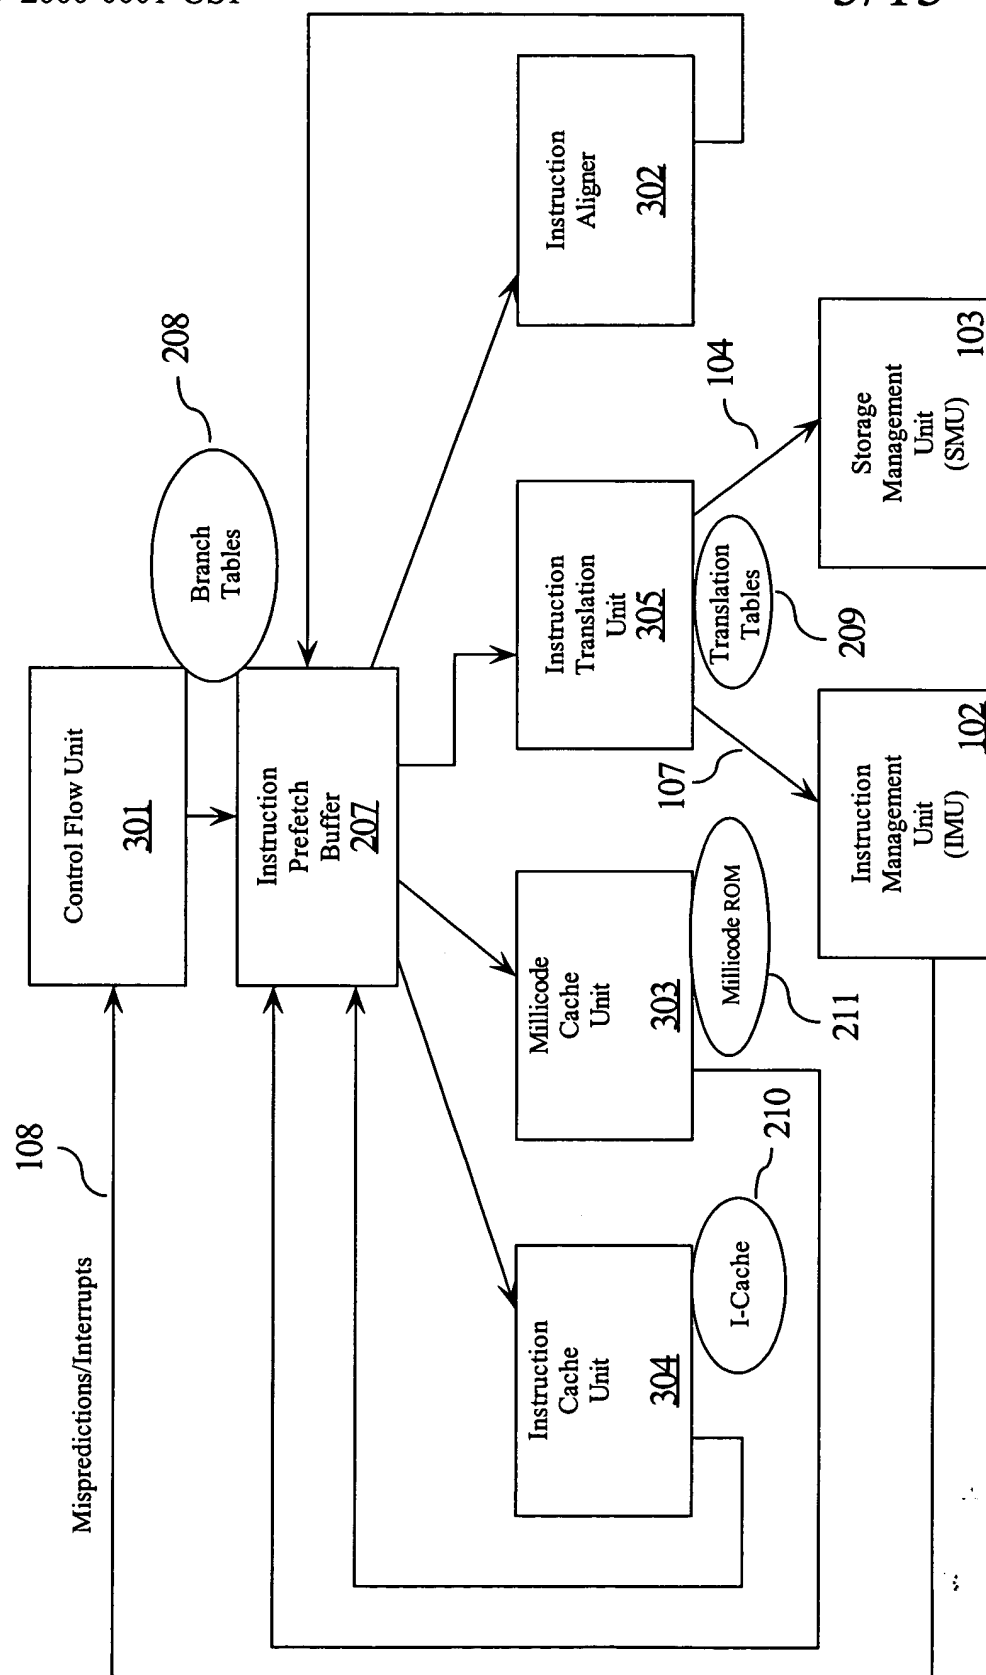 108
Mispredictions/Interrupts
Control Flow Unit
301
Branch
Tables
208
Instruction
Prefetch
Buffer
207
Instruction
Cache
Unit
304
I-Cache
210
Millicode
Cache
Unit
303
Millicode ROM
211
Instruction
Translation
Unit
305
Translation
Tables
209
Instruction
Aligner
302
107
104
Instruction
Management
Unit
(IMU)
102
Storage
Management
Unit
(SMU)
103